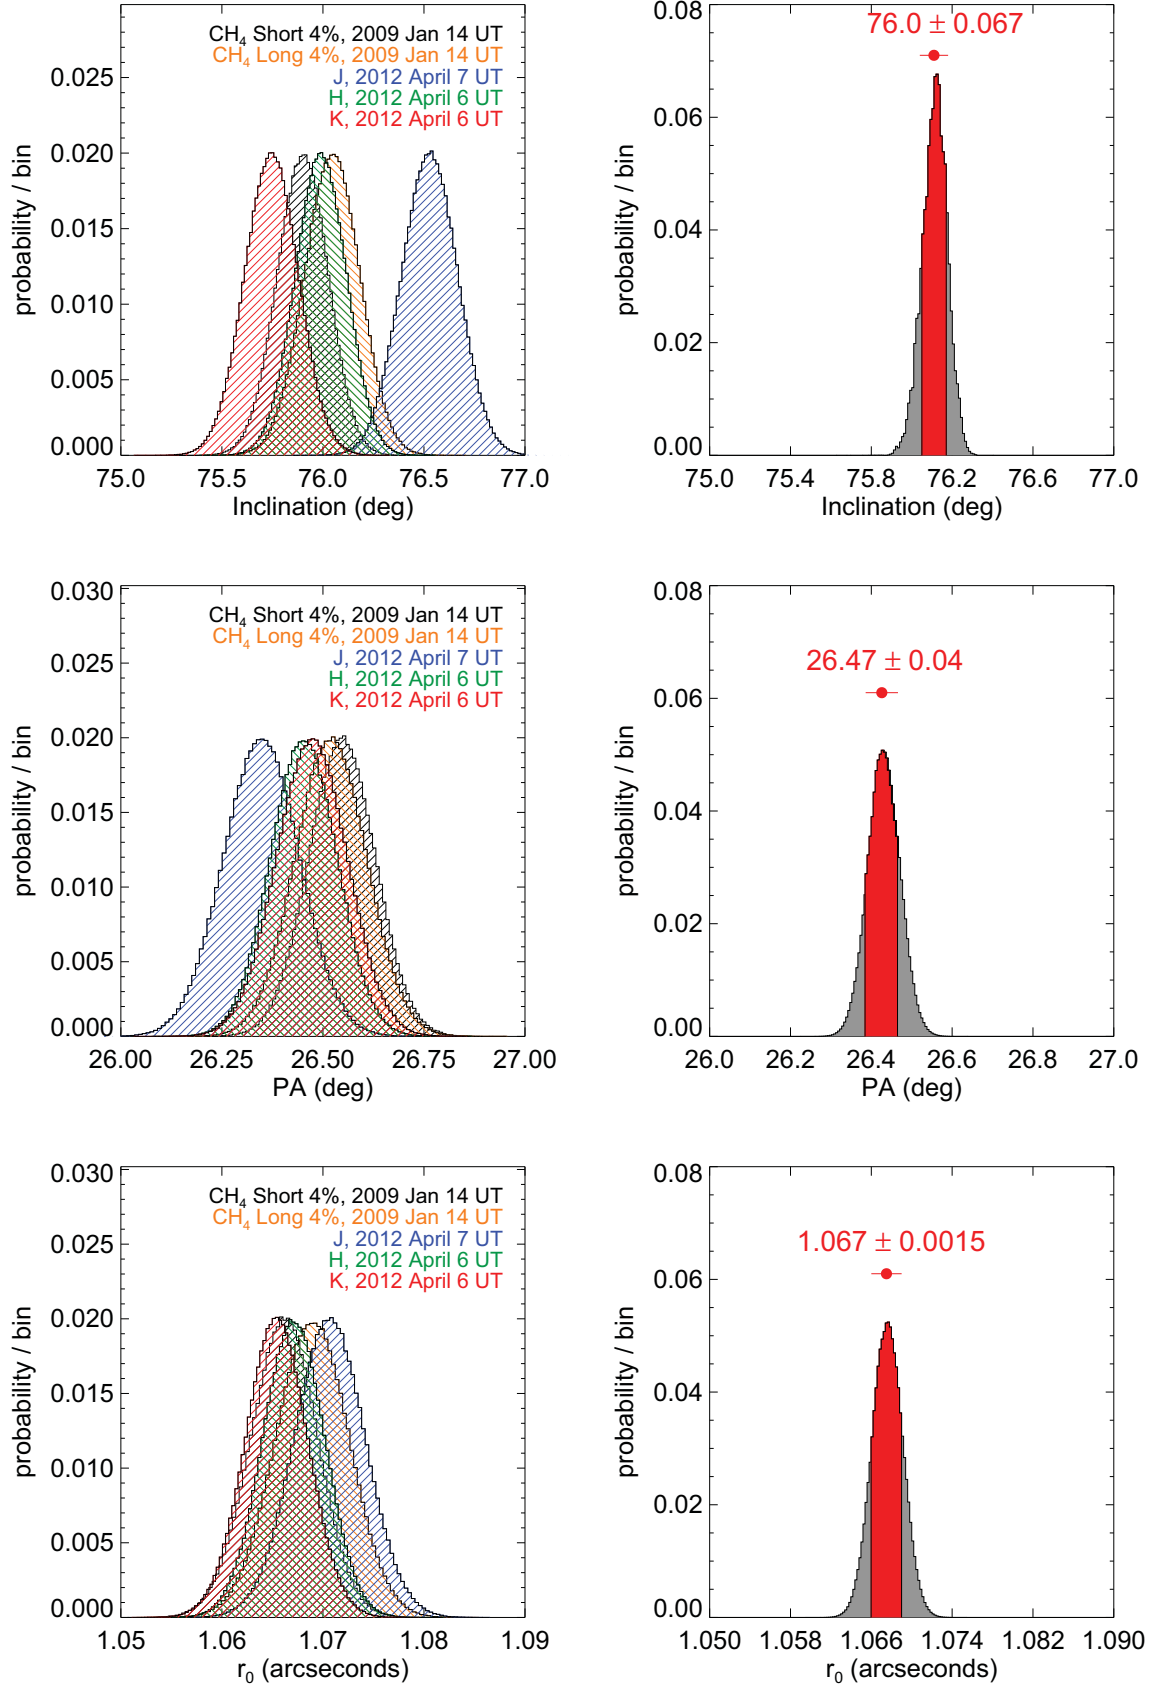 CH4 Short 4%, 2009 Jan 14 UT
CH4 Long 4%, 2009 Jan 14 UT
J, 2012 April 7 UT
H, 2012 April 6 UT
K, 2012 April 6 UT
probability / bin
0.025
0.020
0.015
0.010
0.005
0.000
75.0 75.5 76.0 76.5 77.0
Inclination (deg)
76.0 ± 0.067
probability / bin
0.08
0.06
0.04
0.02
0.00
75.0 75.4 75.8 76.2 76.6 77.0
Inclination (deg)
CH4 Short 4%, 2009 Jan 14 UT
CH4 Long 4%, 2009 Jan 14 UT
J, 2012 April 7 UT
H, 2012 April 6 UT
K, 2012 April 6 UT
probability / bin
0.030
0.025
0.020
0.015
0.010
0.005
0.000
26.00 26.25 26.50 26.75 27.00
PA (deg)
26.47 ± 0.04
probability / bin
0.08
0.06
0.04
0.02
0.00
26.0 26.2 26.4 26.6 26.8 27.0
PA (deg)
CH4 Short 4%, 2009 Jan 14 UT
CH4 Long 4%, 2009 Jan 14 UT
J, 2012 April 7 UT
H, 2012 April 6 UT
K, 2012 April 6 UT
probability / bin
0.030
0.025
0.020
0.015
0.010
0.005
0.000
1.05 1.06 1.07 1.08 1.09
r0 (arcseconds)
1.067 ± 0.0015
probability / bin
0.08
0.06
0.04
0.02
0.00
1.050 1.058 1.066 1.074 1.082 1.090
r0 (arcseconds)